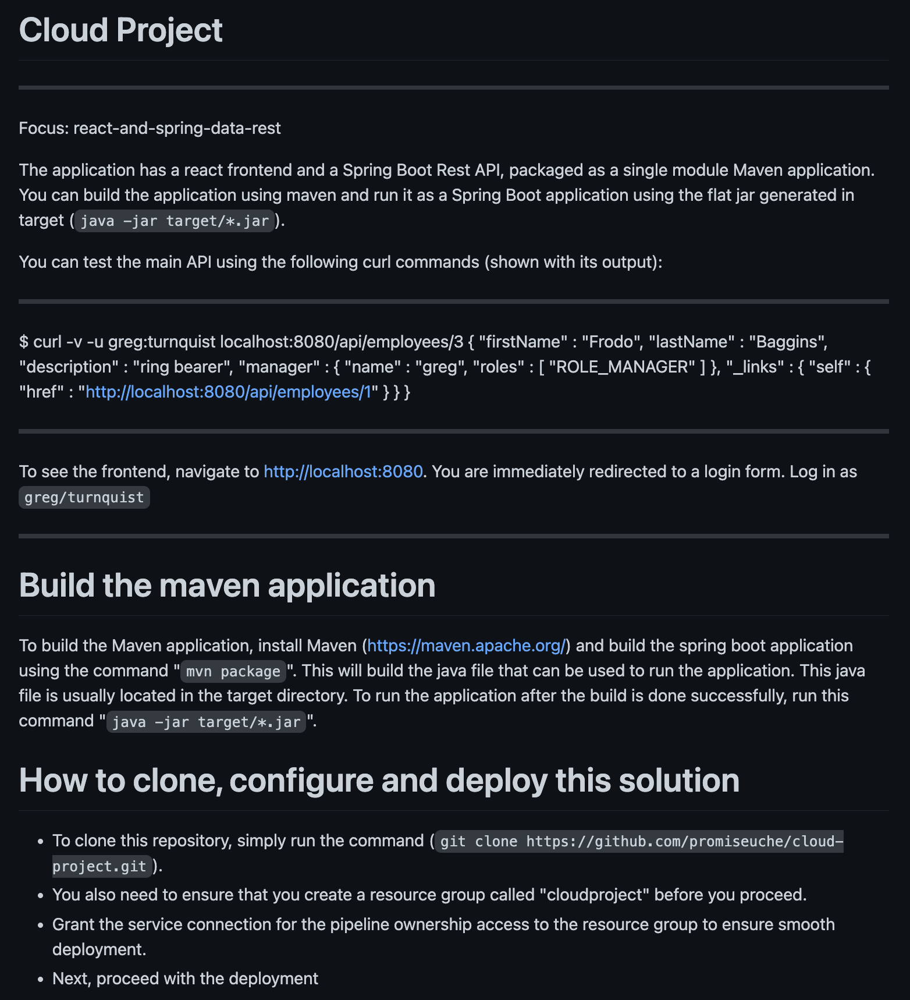 Cloud Project
Focus: react-and-spring-data-rest
The application has a react frontend and a Spring Boot Rest API, packaged as a single module Maven application.
You can build the application using maven and run it as a Spring Boot application using the flat jar generated in
target (java -jar target/*.jar).
You can test the main API using the following curl commands (shown with its output):
$ curl -v -u greg:turnquist localhost:8080/api/employees/3 { "firstName" : "Frodo", "lastName" : "Baggins",
"description" : "ring bearer", "manager" : { "name" : "greg", "roles" : [ "ROLE_MANAGER" ] }, "_links" : { "self" : {
"href" : "http://localhost:8080/api/employees/1" } } }
To see the frontend, navigate to http://localhost:8080. You are immediately redirected to a login form. Log in as
greg/turnquist
Build the maven application
To build the Maven application, install Maven (https://maven.apache.org/) and build the spring boot application
using the command "mvn package". This will build the java file that can be used to run the application. This java
file is usually located in the target directory. To run the application after the build is done successfully, run this
command "java -jar target/*.jar".
How to clone, configure and deploy this solution
• To clone this repository, simply run the command (git clone https://github.com/promiseuche/cloud-
project.git).
• You also need to ensure that you create a resource group called "cloudproject" before you proceed.
• Grant the service connection for the pipeline ownership access to the resource group to ensure smooth
deployment.
• Next, proceed with the deployment